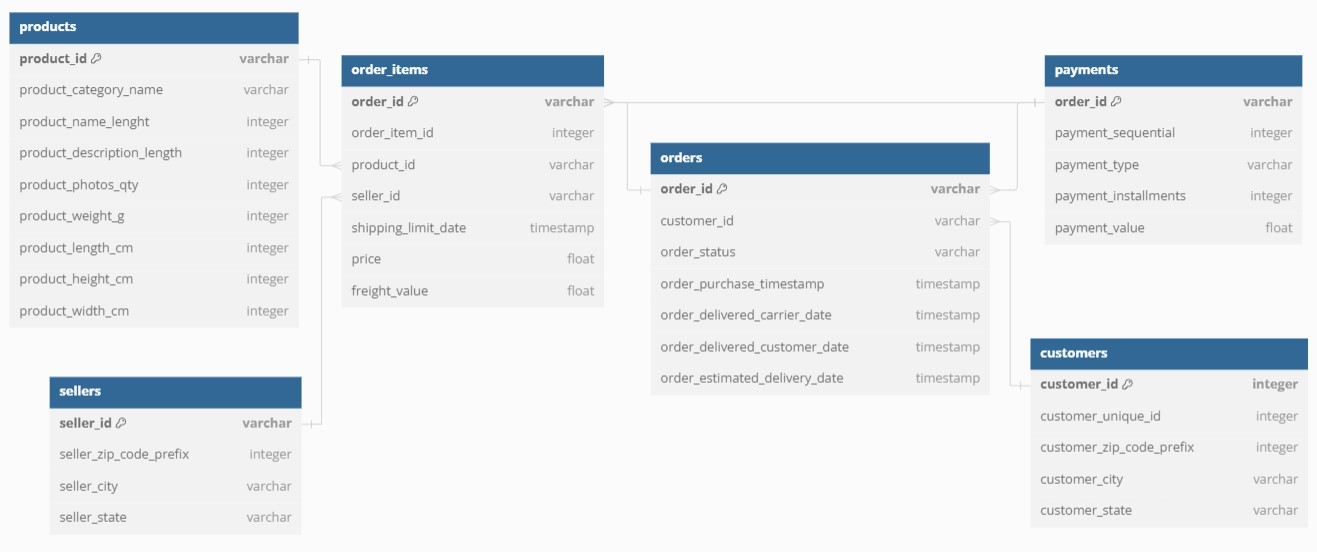 products
product_id varchar
product_category_name varchar
product_name_lenght integer
product_description_length integer
product_photos_qty integer
product_weight_g integer
product_length_cm integer
product_height_cm integer
product_width_cm integer
order_items
order_id varchar
order_item_id integer
product_id varchar
seller_id varchar
shipping_limit_date timestamp
price float
freight_value float
payments
order_id varchar
payment_sequential integer
payment_type varchar
payment_installments integer
payment_value float
orders
order_id varchar
customer_id varchar
order_status varchar
order_purchase_timestamp timestamp
order_delivered_carrier_date timestamp
order_delivered_customer_date timestamp
order_estimated_delivery_date timestamp
sellers
seller_id varchar
seller_zip_code_prefix integer
seller_city varchar
seller_state varchar
customers
customer_id integer
customer_unique_id integer
customer_zip_code_prefix integer
customer_city varchar
customer_state varchar